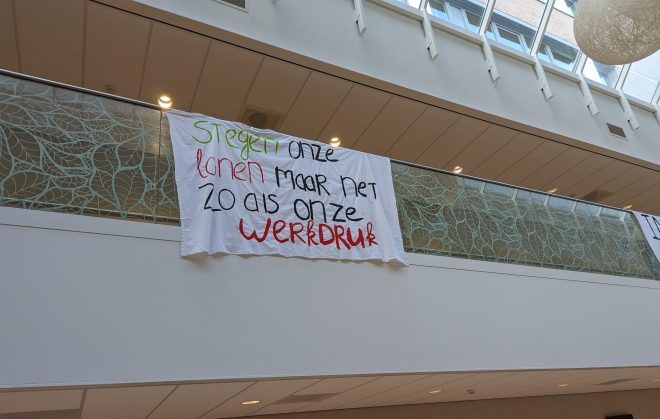 stegen onze
lonen maar net
zo als onze
WERKDRUK